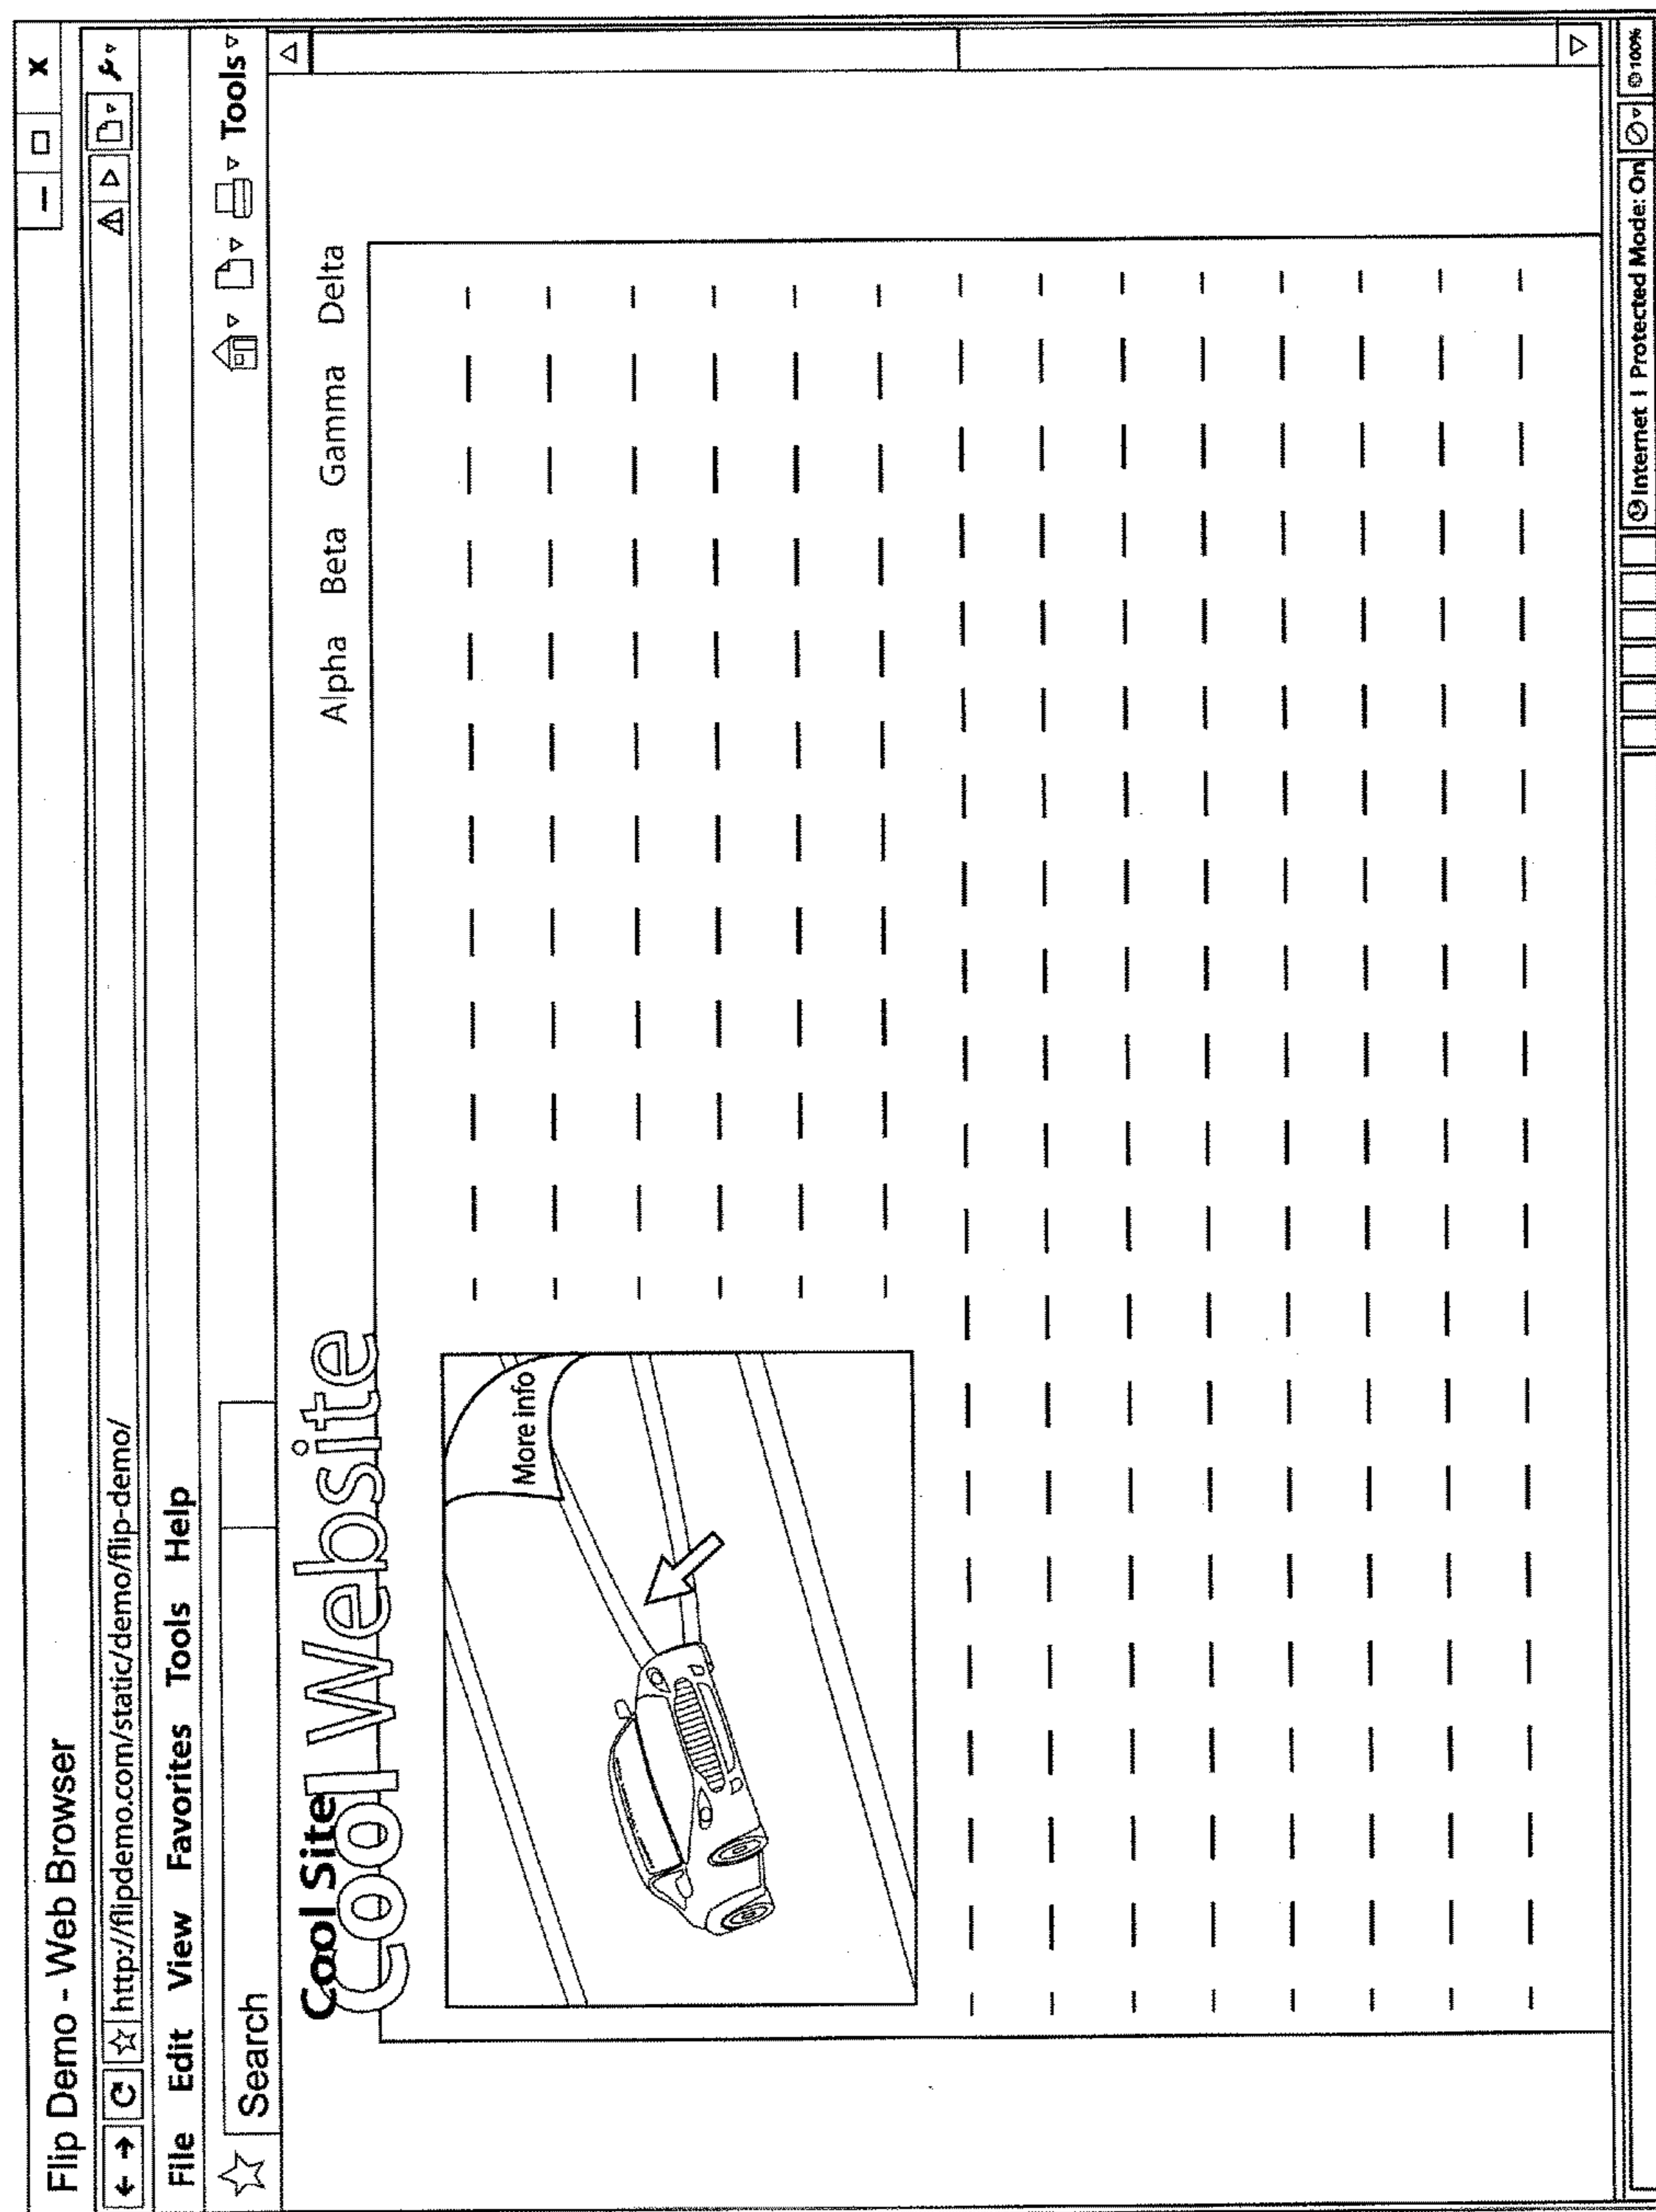 Flip Demo - Web Browser
http://flipdemo.com/static/demo/flip-demo/
File Edit View Favorites Tools Help
Search
Tools
Cool Site
Cool Website
Alpha Beta Gamma Delta
More info
Internet | Protected Mode: On
100%